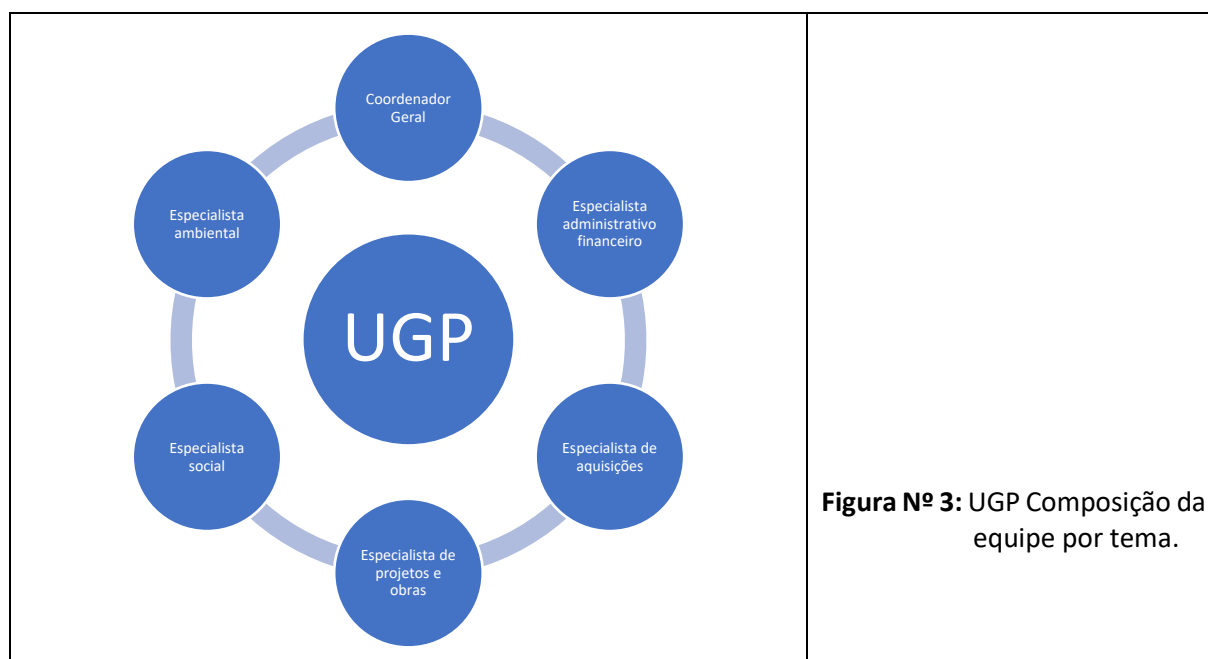 Coordenador
Geral
Especialista
administrativo
financeiro
Especialista de
aquisições
Especialista de
projetos e
obras
Especialista
social
Especialista
ambiental
UGP
Figura Nº 3: UGP Composição da
equipe por tema.